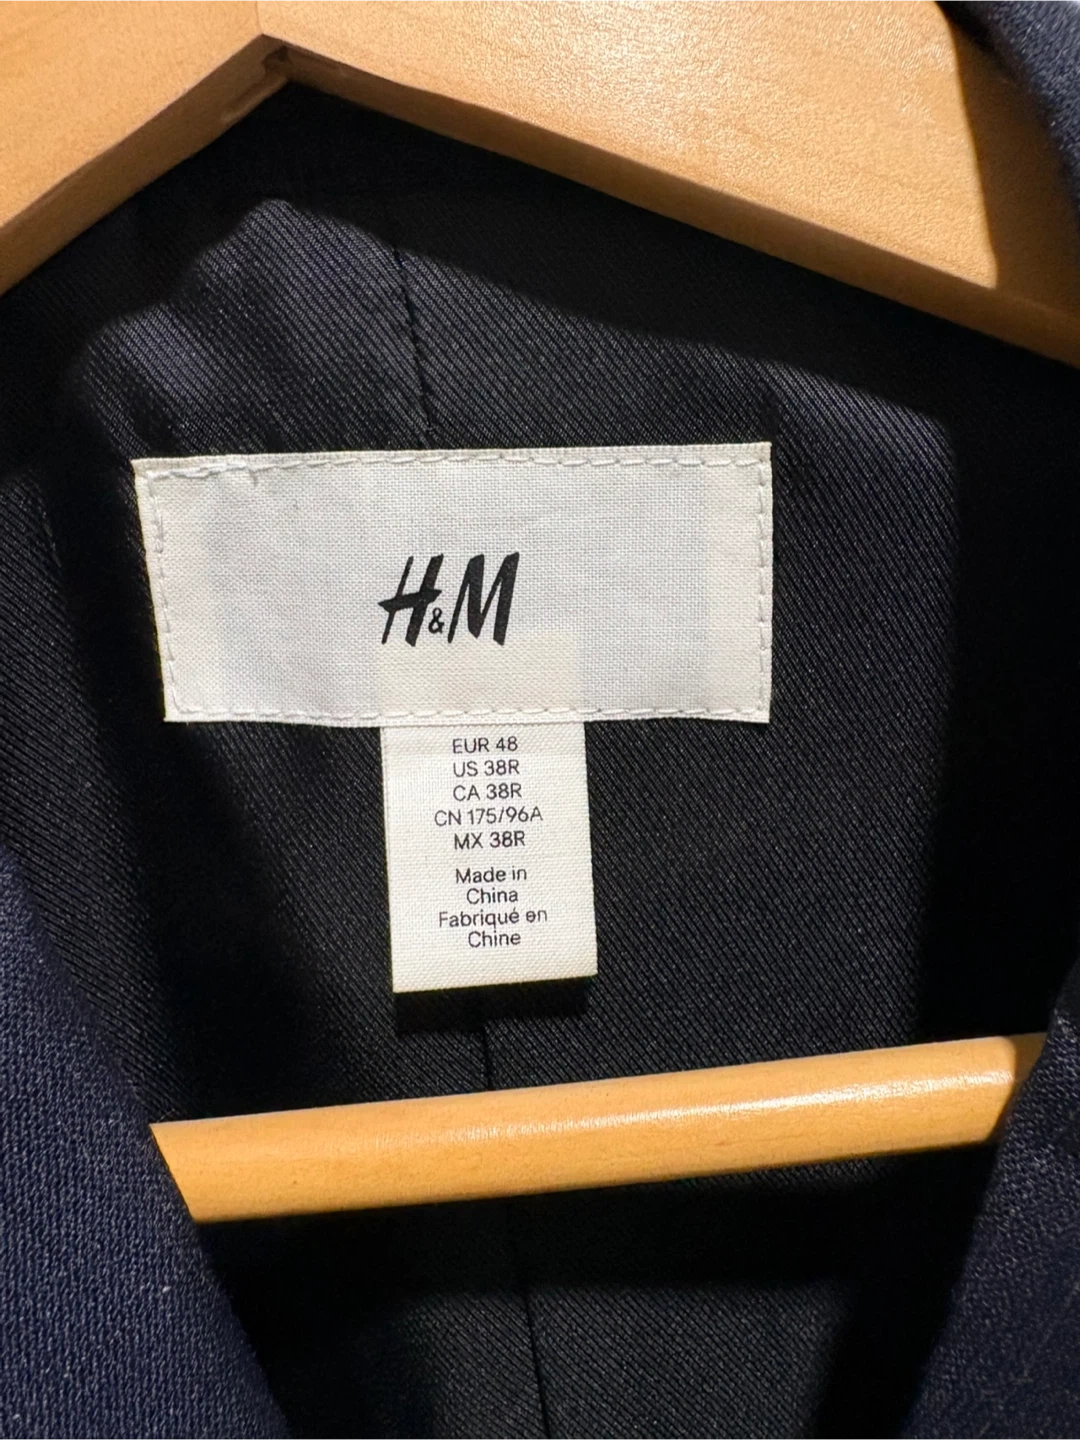 H&M
EUR 48
US 38R
CA 38R
CN 175/96A
MX 38R
Made in
China
Fabriqué en
Chine